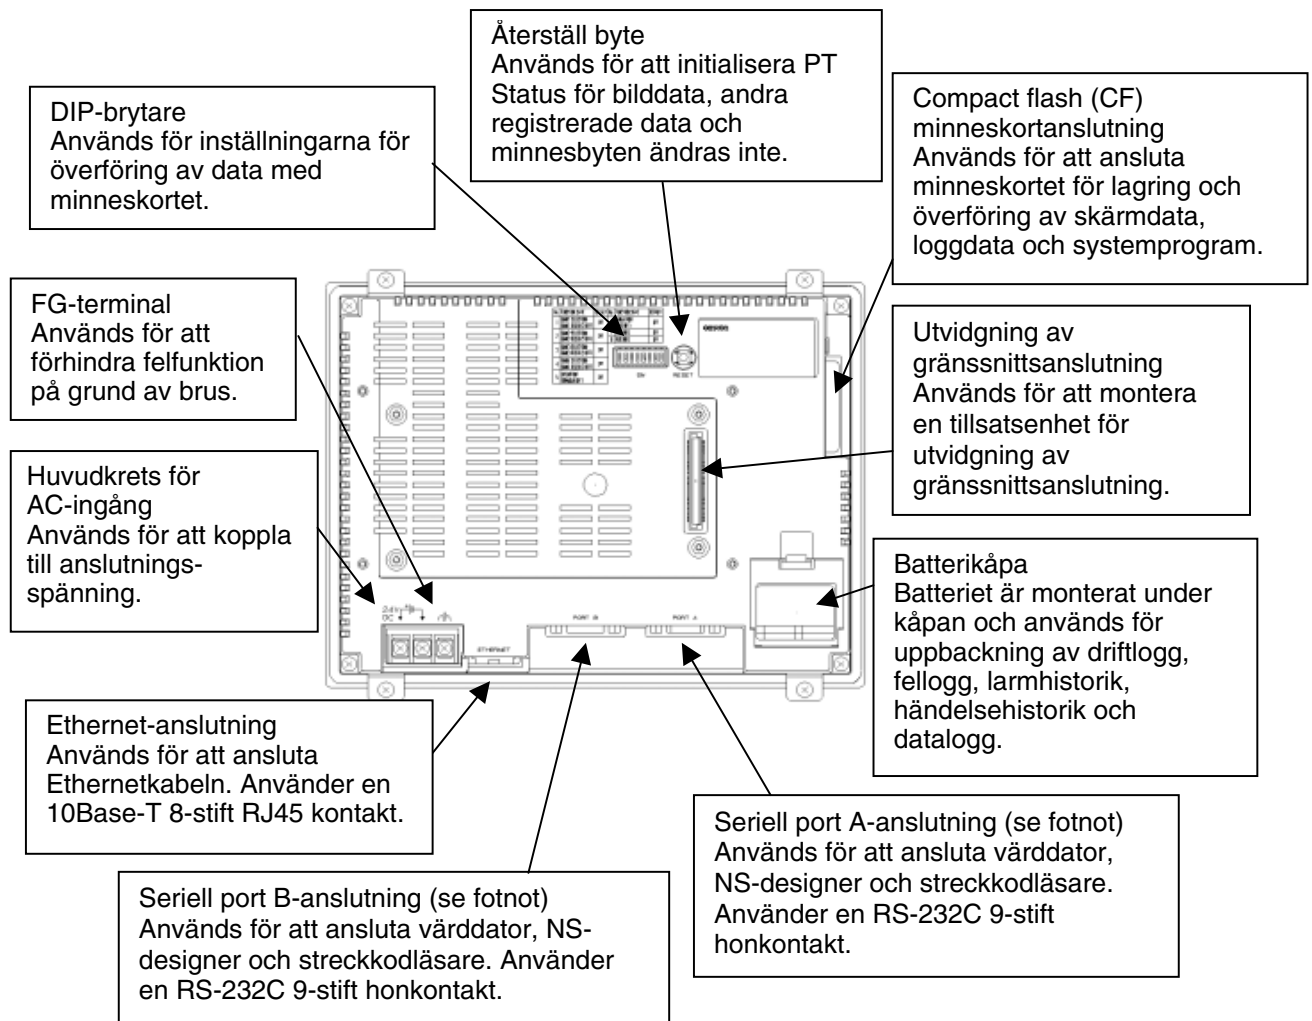 Återställ byte
Används för att initialisera PT
Status för bilddata, andra
registrerade data och
minnesbyten ändras inte.
DIP-brytare
Används för inställningarna för
överföring av data med
minneskortet.
Compact flash (CF)
minneskortanslutning
Används för att ansluta
minneskortet för lagring och
överföring av skärmdata,
loggdata och systemprogram.
FG-terminal
Används för att
förhindra felfunktion
på grund av brus.
Utvidgning av
gränssnittsanslutning
Används för att montera
en tillsatsenhet för
utvidgning av
gränssnittsanslutning.
Huvudkrets för
AC-ingång
Används för att koppla
till anslutnings-
spänning.
Batterikåpa
Batteriet är monterat under
kåpan och används för
uppbackning av driftlogg,
fellogg, larmhistorik,
händelsehistorik och
datalogg.
RESET
24V
DC
ETHERNET
PORT B
PORT A
Ethernet-anslutning
Används för att ansluta
Ethernetkabeln. Använder en
10Base-T 8-stift RJ45 kontakt.
Seriell port A-anslutning (se fotnot)
Används för att ansluta värddator,
NS-designer och streckkodläsare.
Använder en RS-232C 9-stift
honkontakt.
Seriell port B-anslutning (se fotnot)
Används för att ansluta värddator, NS-
designer och streckkodläsare. Använder
en RS-232C 9-stift honkontakt.